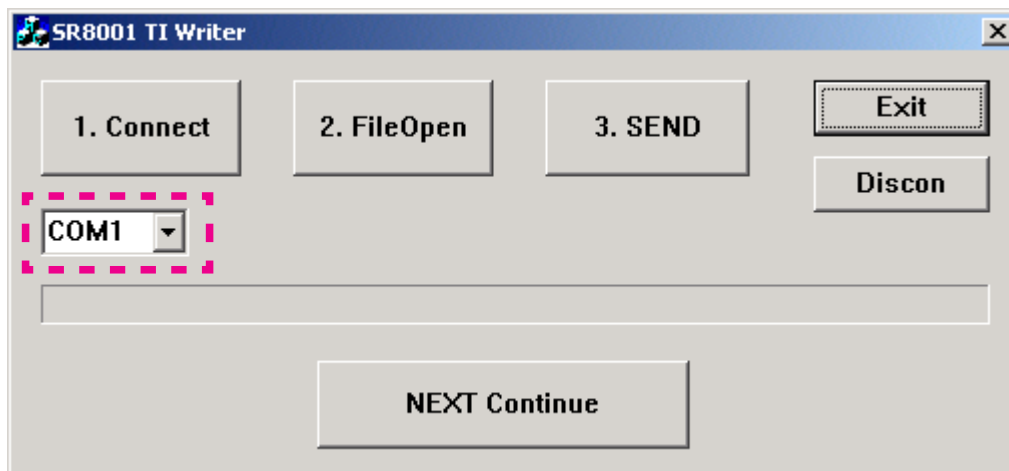 SR8001 TI Writer
1. Connect
2. FileOpen
3. SEND
Exit
Discon
COM1
NEXT Continue